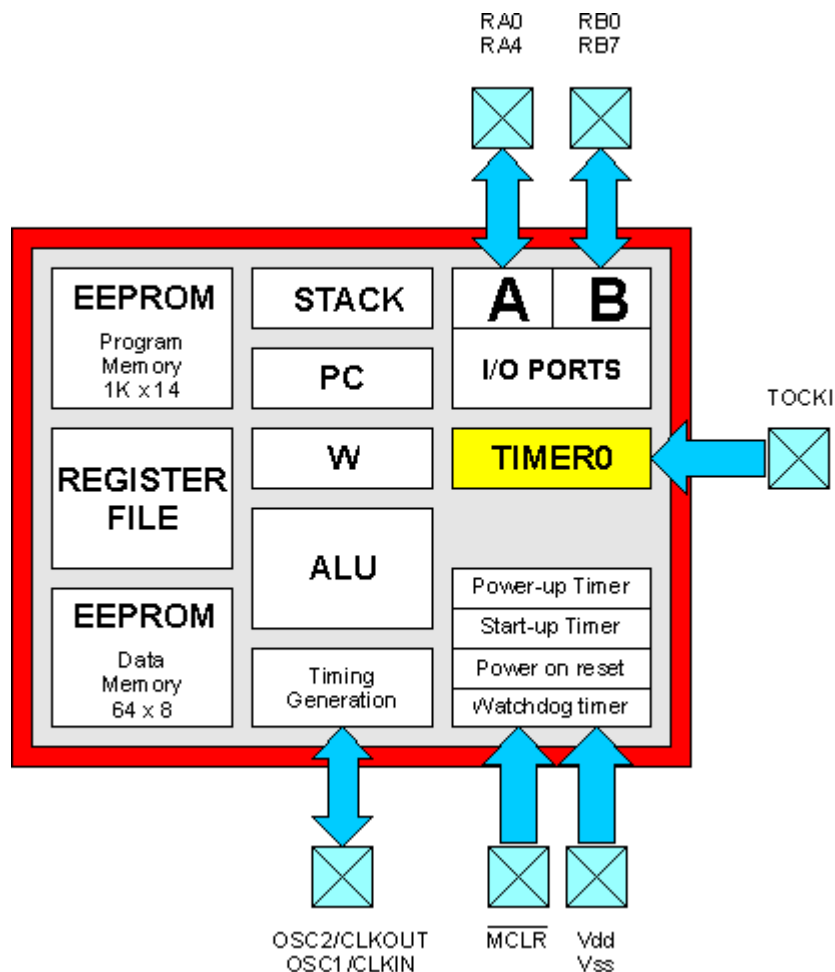 RA0
RA4
RB0
RB7
EEPROM
Program
Memory
1K x 14
STACK
A
B
I/O PORTS
PC
TOCKI
REGISTER
FILE
W
TIMER0
ALU
EEPROM
Data
Memory
64 x 8
Timing
Generation
Power-up Timer
Start-up Timer
Power on reset
Watchdog timer
OSC2/CLKOUT
OSC1/CLKIN
MCLR
Vdd
Vss